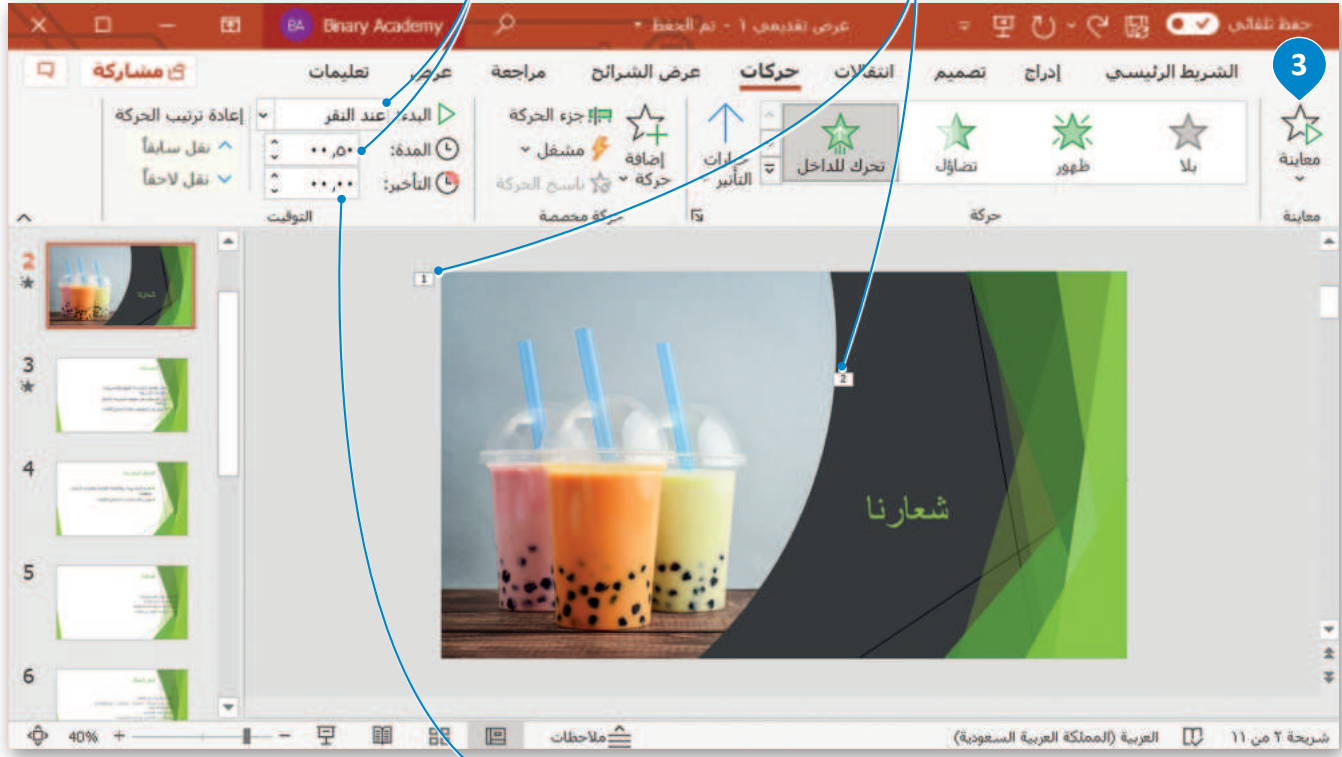 حفظ تلقائي
عرض تقديمي ١ - تم الحفظ
Binary Academy
BA
الشريط الرئيسي
إدراج
تصميم
انتقالات
حركات
عرض الشرائح
مراجعة
عرض
تعليمات
مشاركة
3
معاينة
بلا
ظهور
تضاؤل
تحرك للداخل
خيارات التأثير
إضافة حركة
جزء الحركة
مشغل
ناسخ الحركة
البدء: عند النقر
المدة: ٠٠,٥٠
التأخير: ٠٠,٠٠
إعادة ترتيب الحركة
نقل سابقاً
نقل لاحقاً
معاينة
حركة
حركة مخصصة
التوقيت
1
2
شعارنا
2
شعارنا
3
4
5
6
شريحة ٢ من ١١
العربية (المملكة العربية السعودية)
ملاحظات
40%